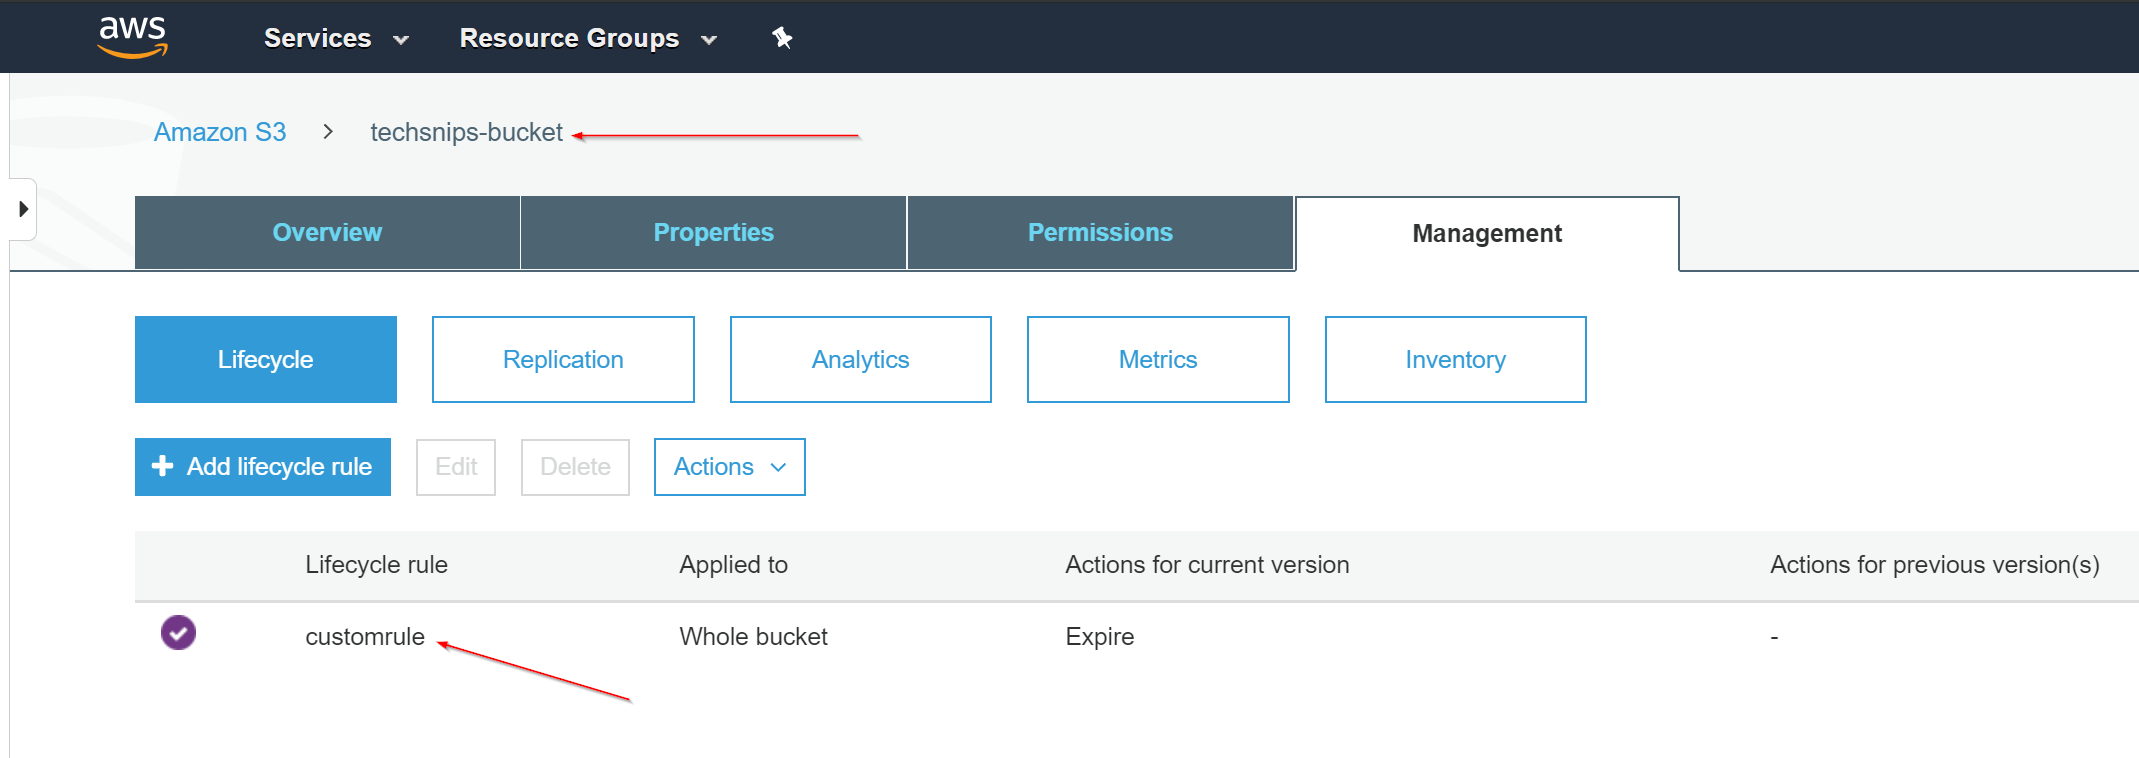 aws Services Resource Groups
Amazon S3 > techsnips-bucket
Overview Properties Permissions Management
Lifecycle Replication Analytics Metrics Inventory
+ Add lifecycle rule Edit Delete Actions
Lifecycle rule Applied to Actions for current version Actions for previous version(s)
customrule Whole bucket Expire -